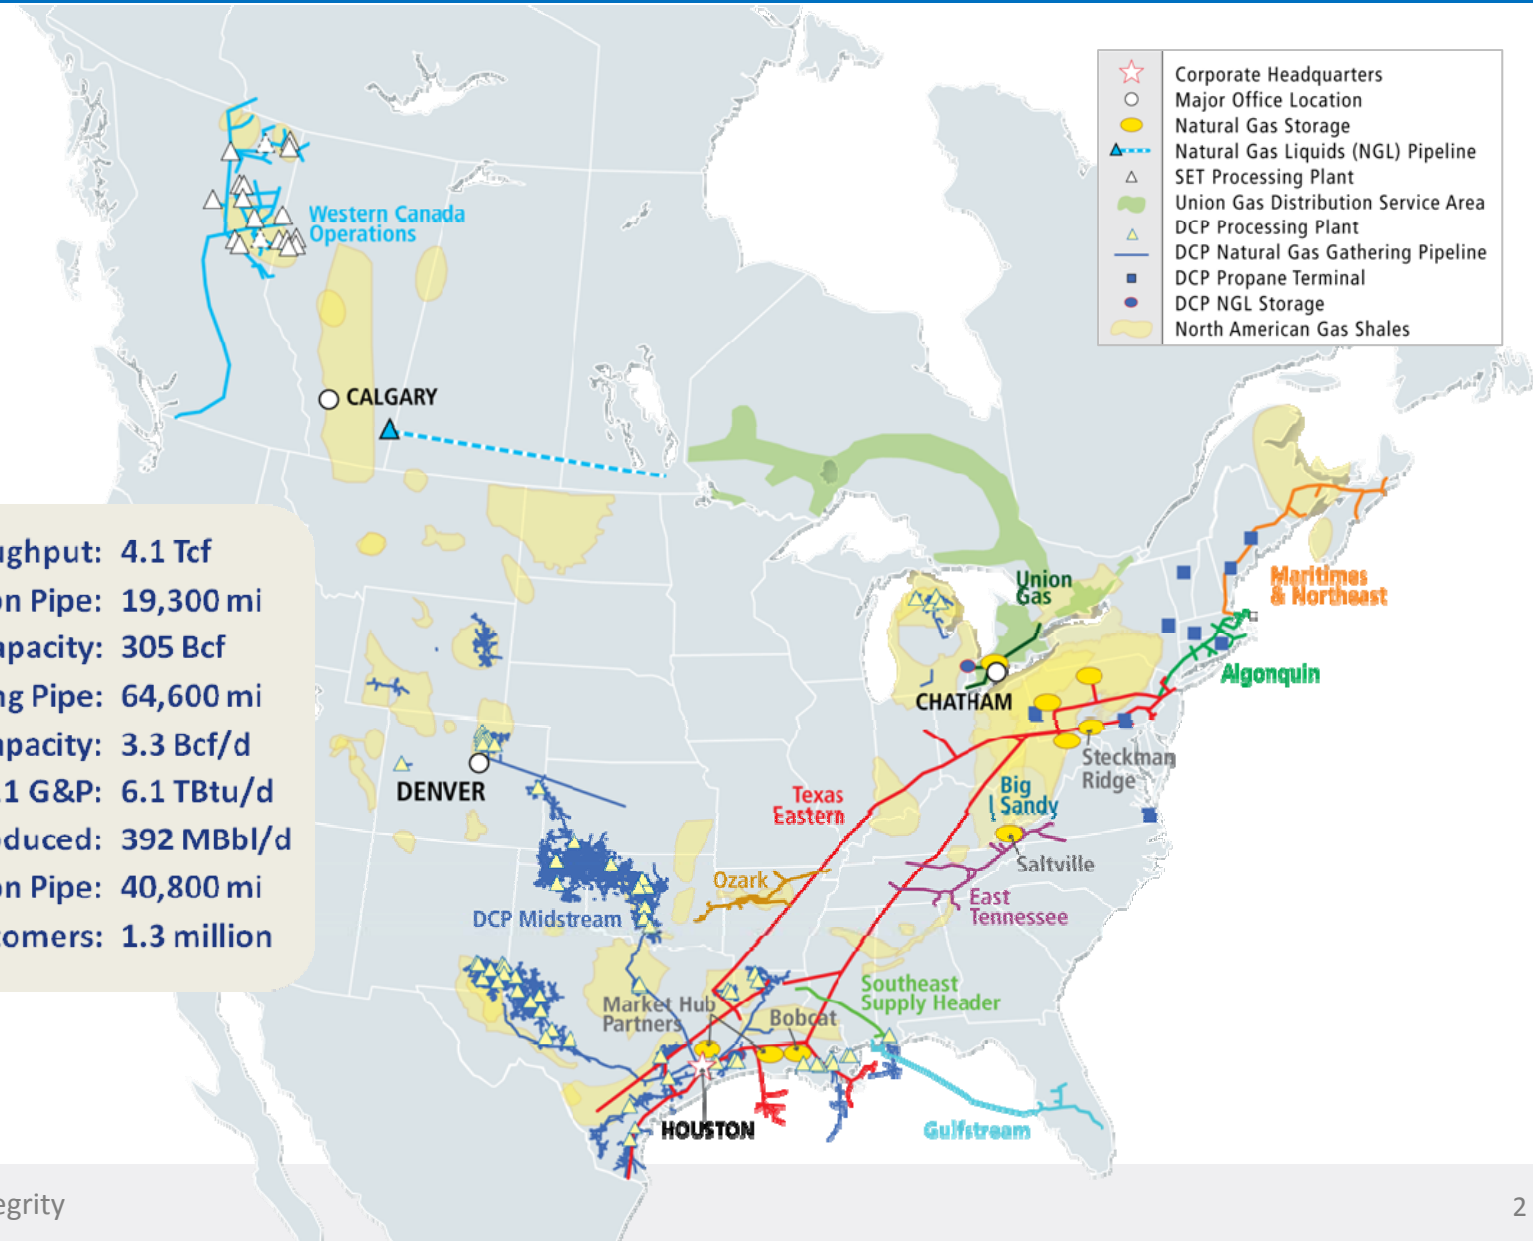 Corporate Headquarters
Major Office Location
Natural Gas Storage
Natural Gas Liquids (NGL) Pipeline
SET Processing Plant
Union Gas Distribution Service Area
DCP Processing Plant
DCP Natural Gas Gathering Pipeline
DCP Propane Terminal
DCP NGL Storage
North American Gas Shales
Western Canada
Operations
CALGARY
ughput: 4.1 Tcf
on Pipe: 19,300 mi
apacity: 305 Bcf
ng Pipe: 64,600 mi
apacity: 3.3 Bcf/d
1 G&P: 6.1 TBtu/d
oduced: 392 MBbl/d
on Pipe: 40,800 mi
tomers: 1.3 million
Union
Gas
Maritimes
& Northeast
Algonquin
CHATHAM
Steckman
Ridge
DENVER
Texas
Eastern
Big
Sandy
Saltville
Ozark
East
Tennessee
DCP Midstream
Southeast
Supply Header
Market Hub
Partners
Bobcat
HOUSTON
Gulfstream
egrity
2